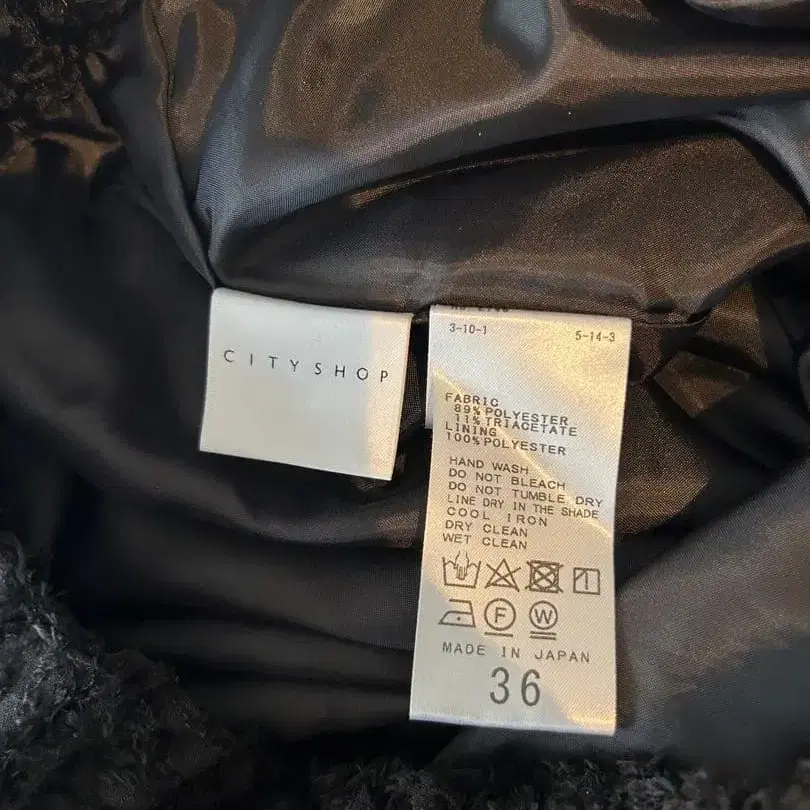 CITYSHOP
3-10-1 5-14-3
FABRIC
89% POLYESTER
11% TRIACETATE
LINING
100% POLYESTER
HAND WASH
DO NOT BLEACH
DO NOT TUMBLE DRY
LINE DRY IN THE SHADE
COOL IRON
DRY CLEAN
WET CLEAN
F W
MADE IN JAPAN
36